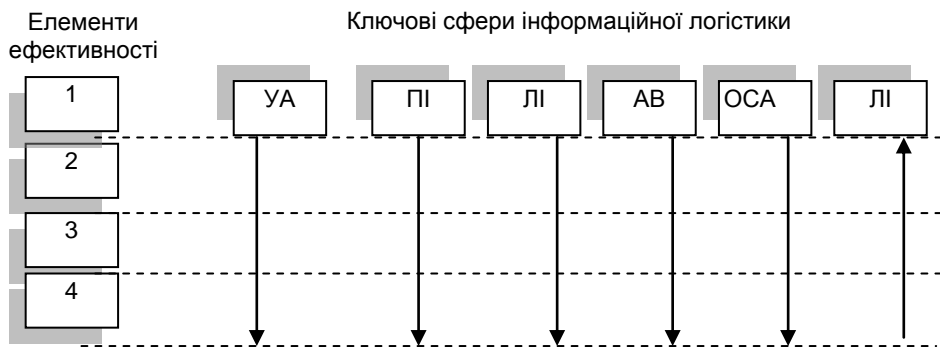 Елементи
ефективності
Ключові сфери інформаційної логістики
1
УА
ПІ
ЛІ
АВ
ОСА
ЛІ
2
3
4